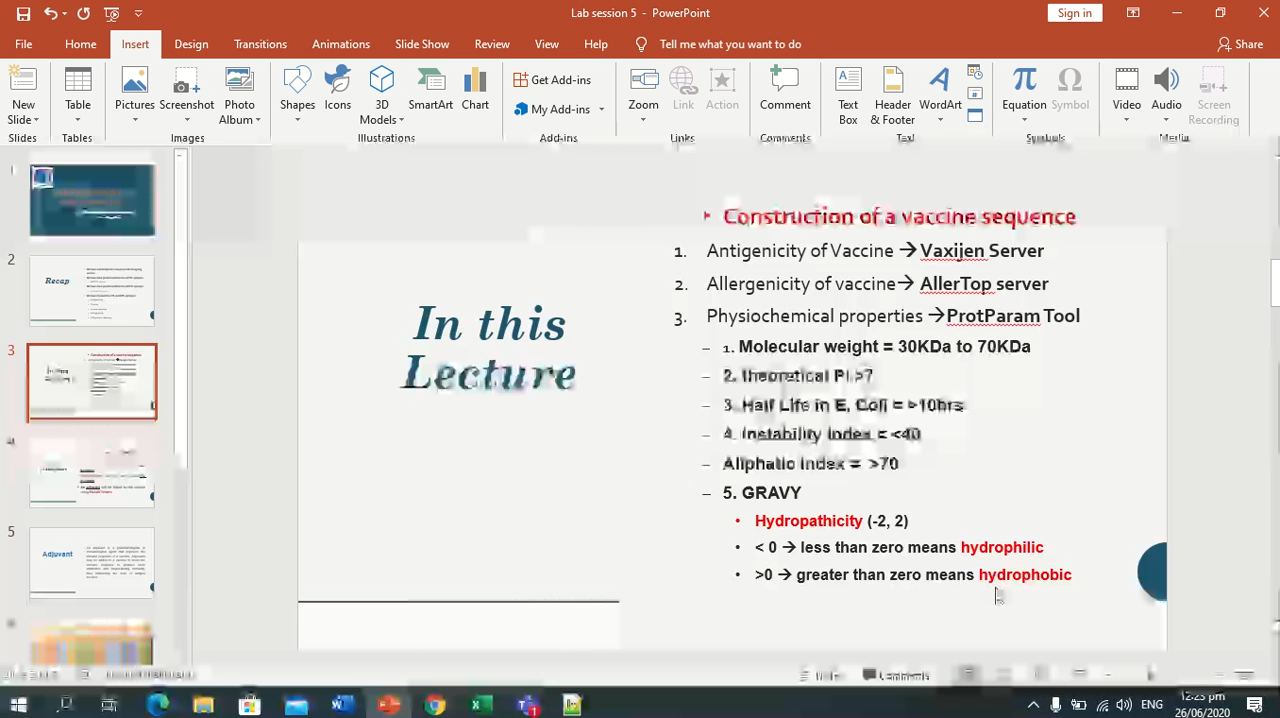 Lab session 5 - PowerPoint
Sign in
File Home Insert Design Transitions Animations Slide Show Review View Help Tell me what you want to do
Share
New Slide
Table
Pictures
Screenshot
Photo Album
Shapes
Icons
3D Models
SmartArt
Chart
Get Add-ins
My Add-ins
Zoom
Link
Action
Comment
Text Box
Header & Footer
WordArt
Equation
Symbol
Video
Audio
Screen Recording
Slides Tables Images Illustrations Add-ins Links Comments Text Symbols Media
2
Recap
3
5
Adjuvant
In this
Lecture
• Construction of a vaccine sequence
1. Antigenicity of Vaccine → Vaxijen Server
2. Allergenicity of vaccine → AllerTop server
3. Physiochemical properties → ProtParam Tool
– 1. Molecular weight = 30KDa to 70KDa
– 2. Theoretical PI >7
– 3. Half Life in E. Coli = >10hrs
– 4. Instability Index = <40
– Aliphatic Index = >70
– 5. GRAVY
• Hydropathicity (-2, 2)
• < 0 → less than zero means hydrophilic
• >0 → greater than zero means hydrophobic
ENG
12:25 pm
26/06/2020